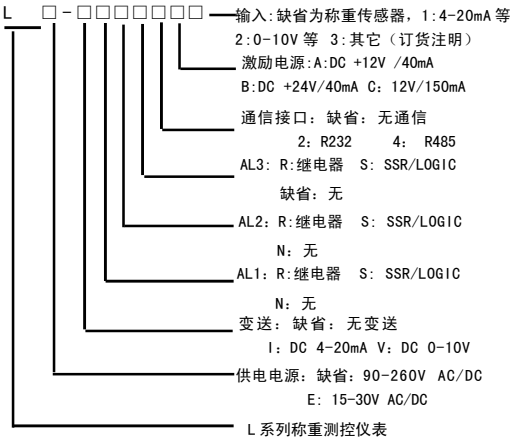 L □-□□□□□□□ 输入:缺省为称重传感器，1:4-20mA 等
2:0-10V 等 3:其它（订货注明）
激励电源:A:DC +12V /40mA
B:DC +24V/40mA C: 12V/150mA
通信接口: 缺省: 无通信
2: R232 4: R485
AL3: R:继电器 S: SSR/LOGIC
缺省: 无
AL2: R:继电器 S: SSR/LOGIC
N: 无
AL1: R:继电器 S: SSR/LOGIC
N: 无
变送: 缺省: 无变送
I: DC 4-20mA V: DC 0-10V
供电电源: 缺省: 90-260V AC/DC
E: 15-30V AC/DC
L 系列称重测控仪表